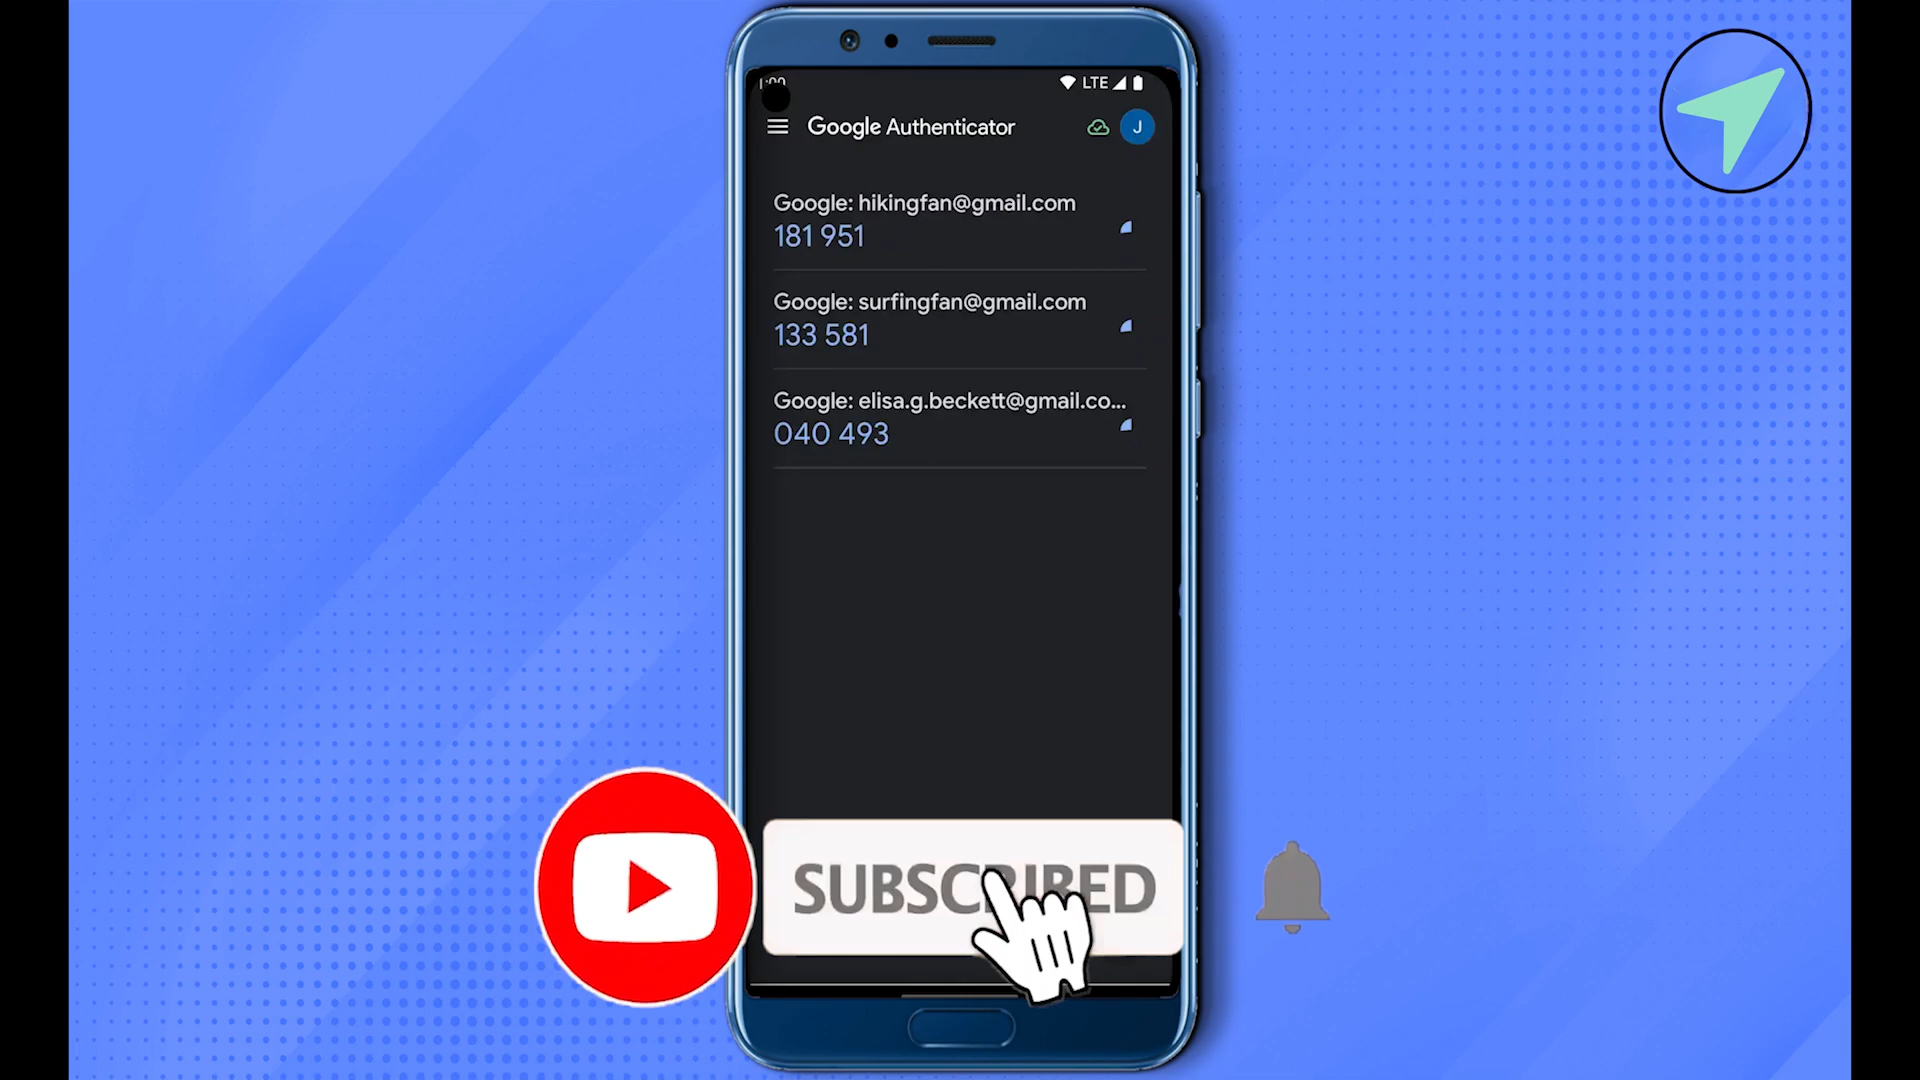 LTE
Google Authenticator
J
Google: hikingfan@gmail.com
181 951
Google: surfingfan@gmail.com
133 581
Google: elisa.g.beckett@gmail.co...
040 493
SUBSCRIBED